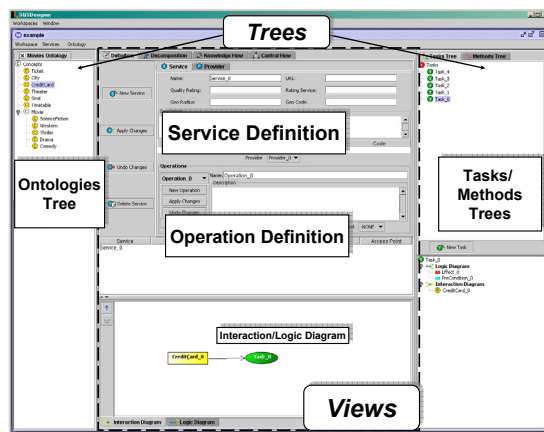 SWSDesigner
Workspaces Window
example
Workspace Services Ontology
Trees
Movies Ontology
Concepts
Ticket
City
CreditCard
Theater
Seat
Timetable
Movie
ScienceFiction
Western
Thriller
Drama
Comedy
Ontologies
Tree
Definition Decomposition Knowledge Flow Control Flow
Service Provider
New Service
Apply Changes
Undo Changes
Delete Service
Name: Service_0 URL:
Quality Rating: Rating Service:
Geo-Radius: Geo-Code:
Service Definition
Code:
Provider Provider_0
Operations
Operation_0 Name: Operation_0
Description
New Operation
Apply Changes
Undo Changes
NONE
Operation Definition
Service Access Point
Service_0
Interaction/Logic Diagram
CreditCard_0 Task_0
Views
Interaction Diagram Logic Diagram
Tasks Tree Methods Tree
Tasks
Task_4
Task_3
Task_2
Task_1
Task_0
Tasks/
Methods
Trees
New Task
Task_0
Logic Diagram
Effect_0
PreCondition_0
Interaction Diagram
CreditCard_0